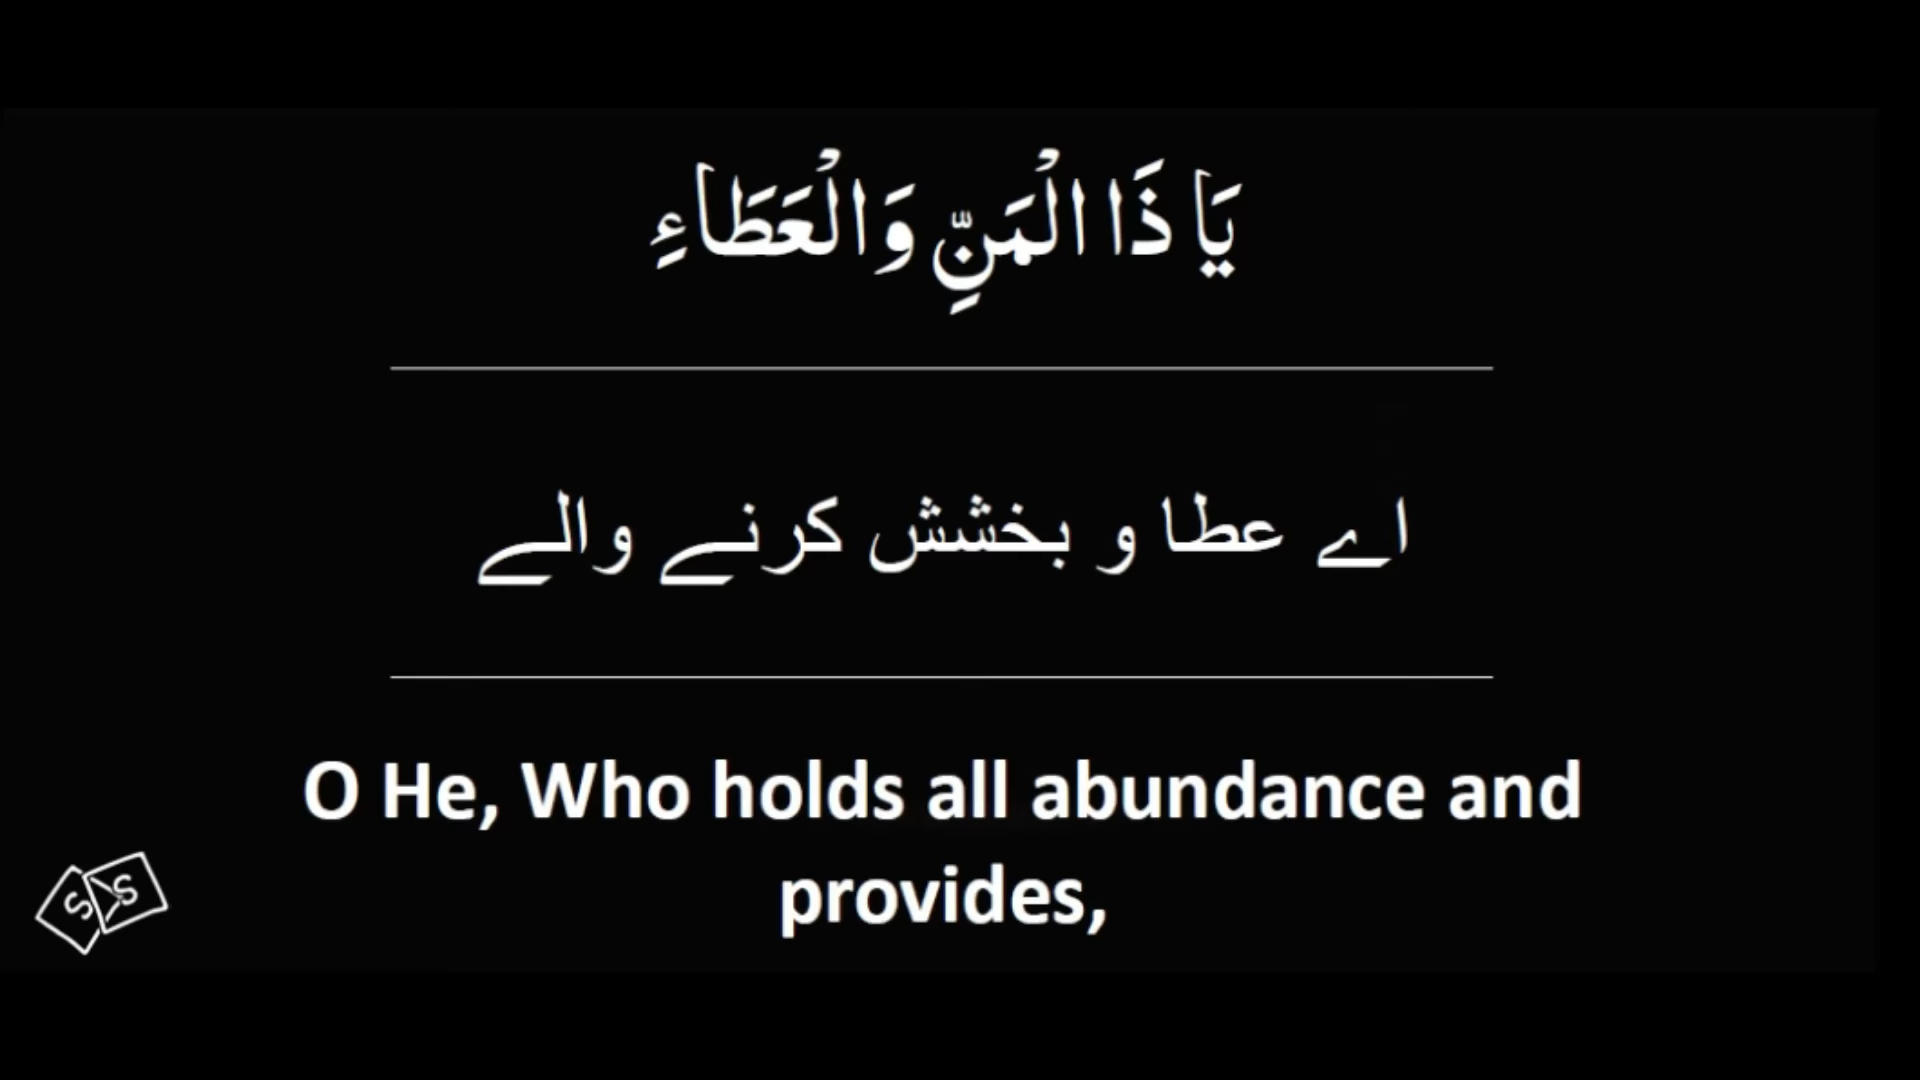 يَا ذَا الْمَنِّ وَالْعَطَاءِ
اے عطا و بخشش کرنے والے
O He, Who holds all abundance and
provides,
S S